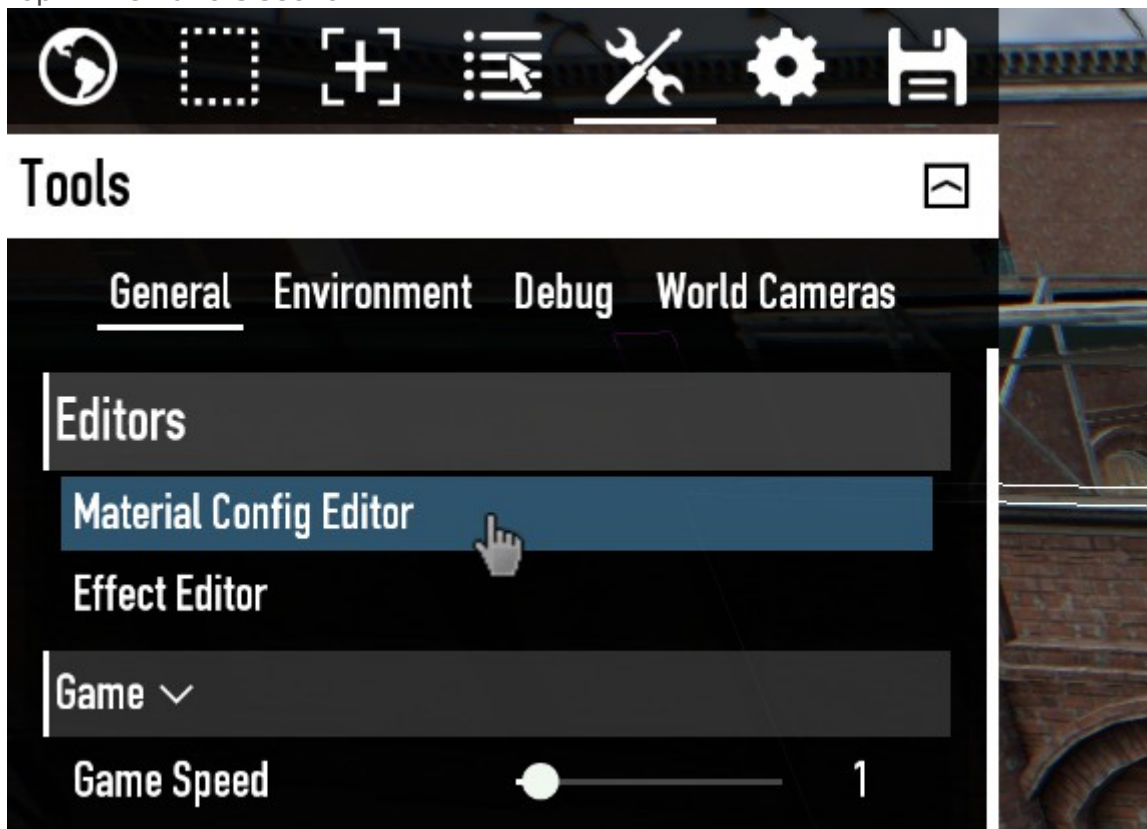 Tools
General Environment Debug World Cameras
Editors
Material Config Editor
Effect Editor
Game
Game Speed 1